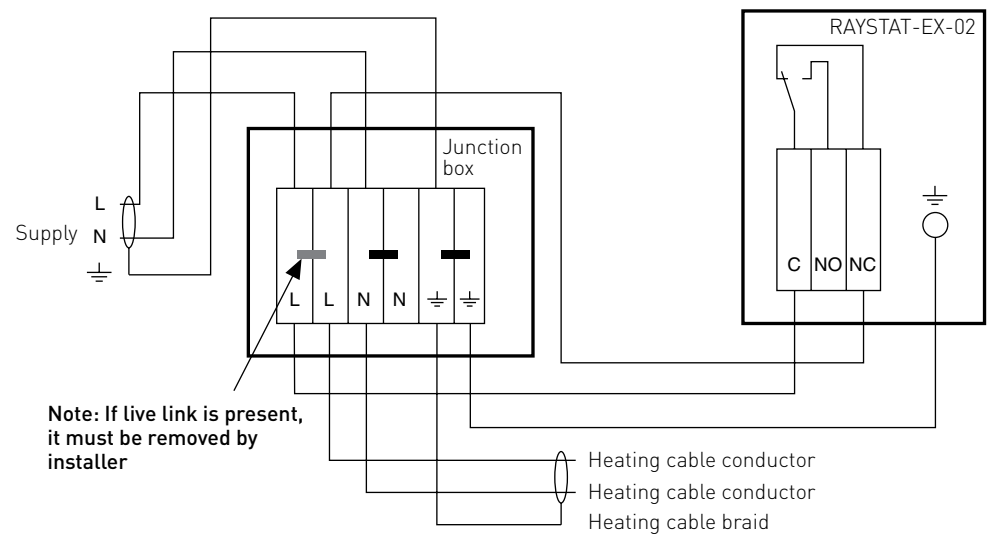 RAYSTAT-EX-02
Junction
box
L
Supply N
C NO NC
L L N N
Note: If live link is present,
it must be removed by
installer
Heating cable conductor
Heating cable conductor
Heating cable braid